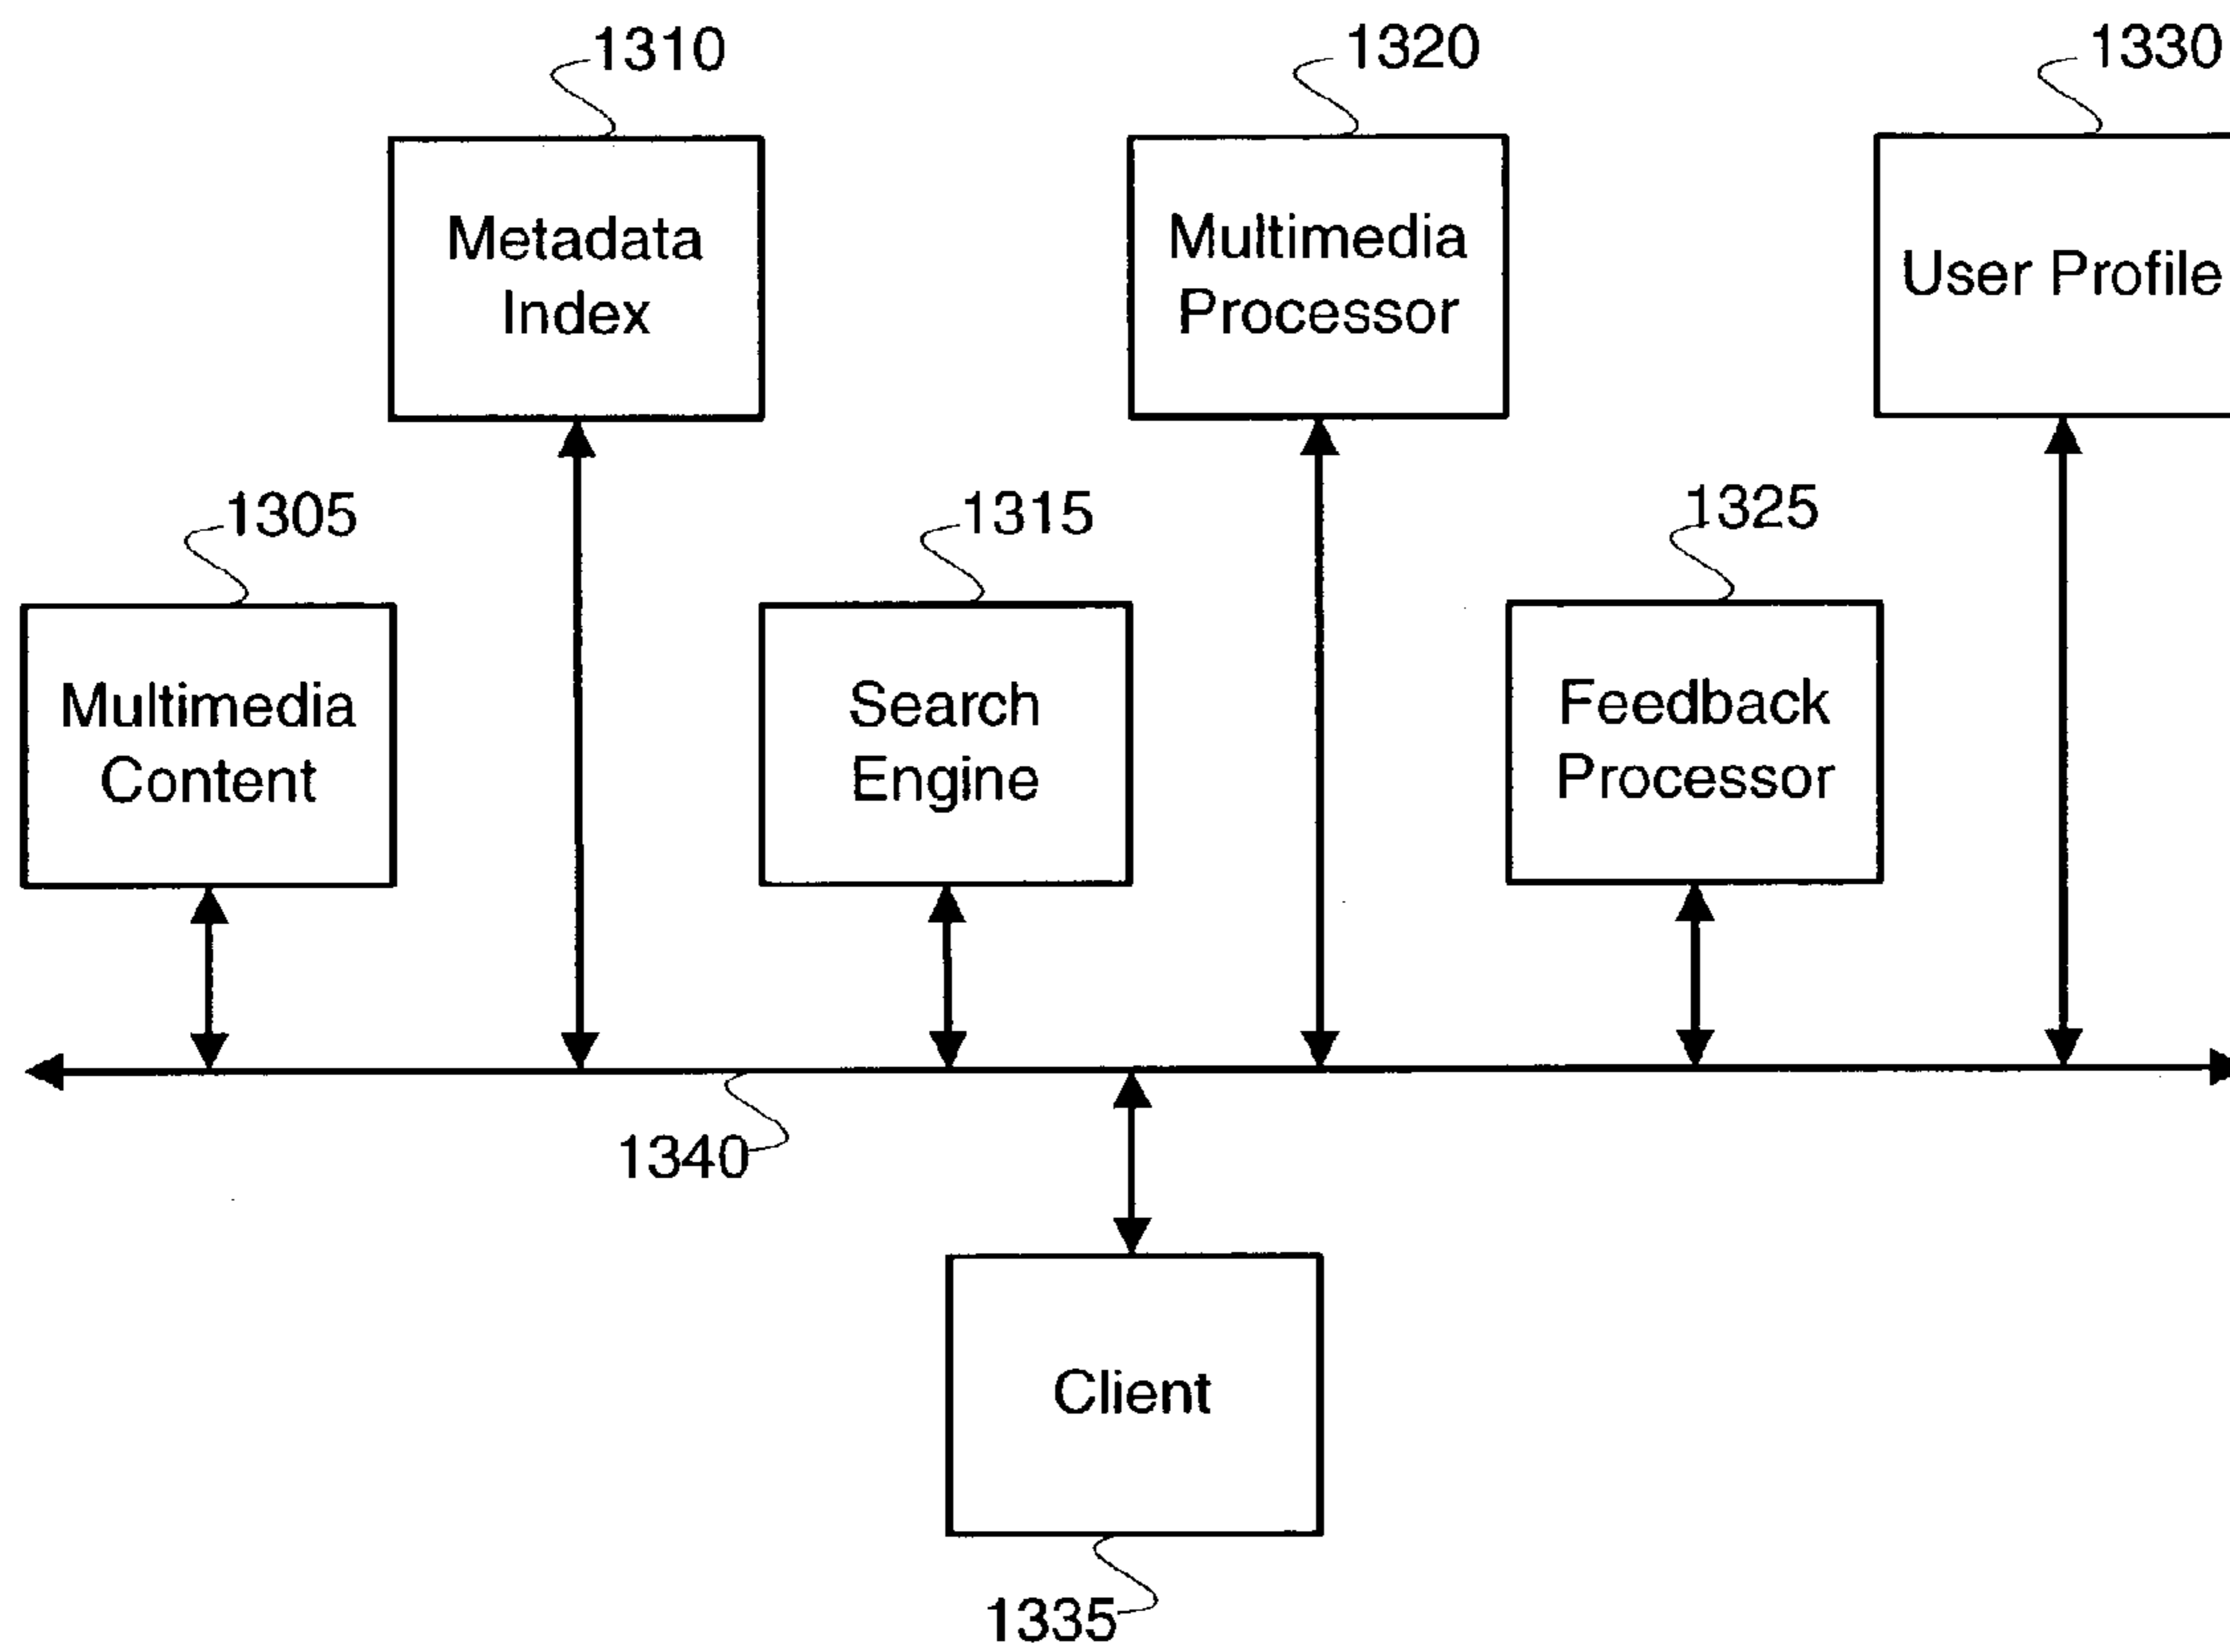 1310
1320
1330
Metadata
Index
Multimedia
Processor
User Profile
1305
1315
1325
Multimedia
Content
Search
Engine
Feedback
Processor
1340
Client
1335